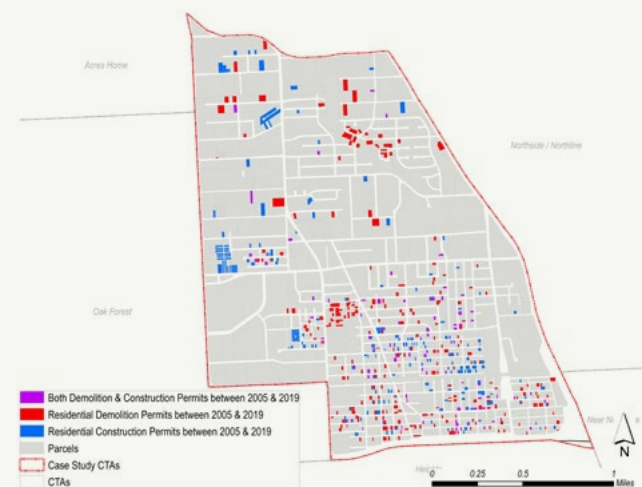 Acres Home
Northside / Northline
Oak Forest
Both Demolition & Construction Permits between 2005 & 2019
Residential Demolition Permits between 2005 & 2019
Residential Construction Permits between 2005 & 2019
Parcels
Case Study CTAs
CTAs
Near N
N
0 0.25 0.5 1
Miles